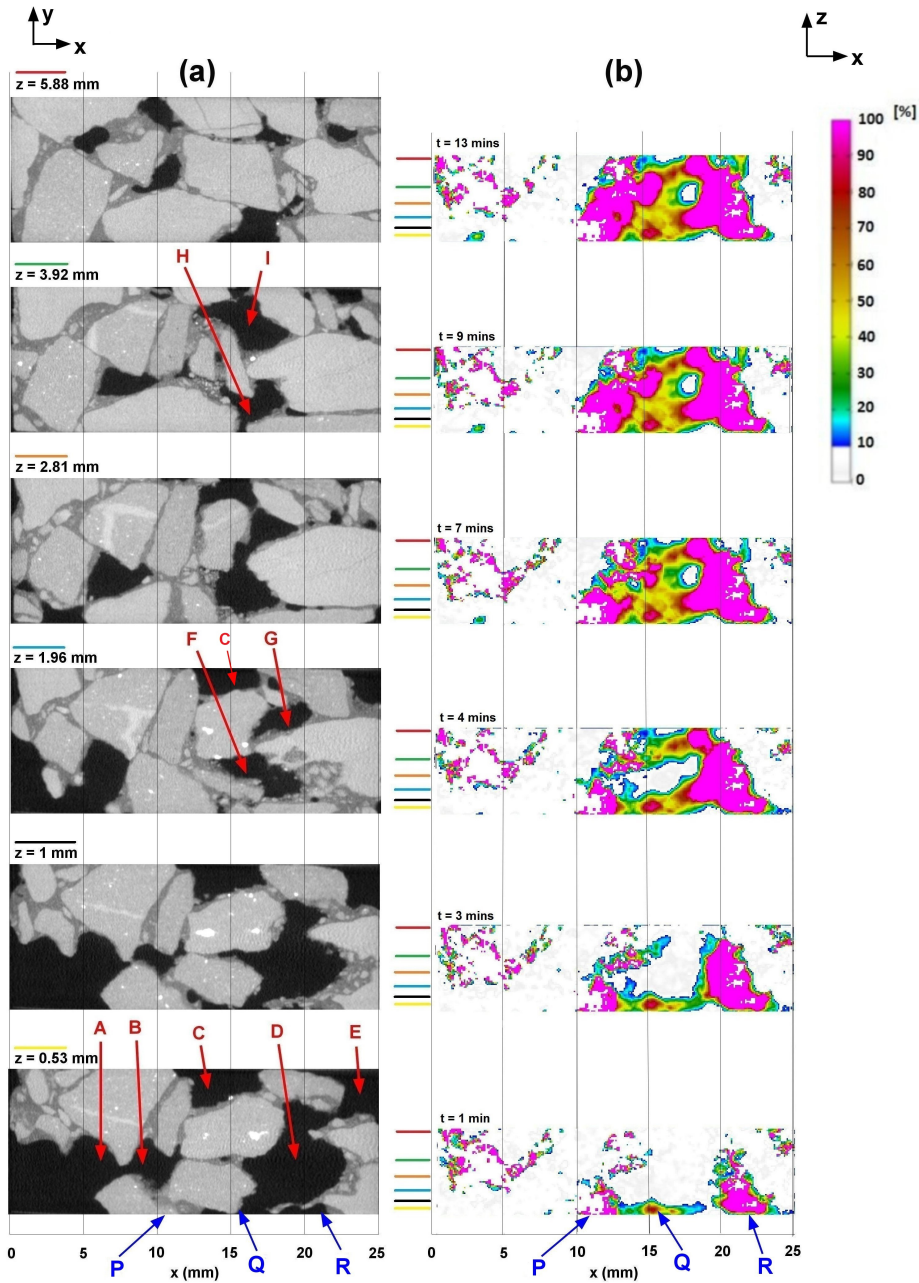 y
x
z
x
(a)
(b)
z = 5.88 mm
[%]
100
90
80
70
60
50
40
30
20
10
0
t = 13 mins
H
I
z = 3.92 mm
t = 9 mins
z = 2.81 mm
t = 7 mins
F
C
G
z = 1.96 mm
t = 4 mins
z = 1 mm
t = 3 mins
A
B
C
D
E
z = 0.53 mm
t = 1 min
0 5 10 15 20 25
P Q R
x (mm)
0 5 10 15 20 25
P Q R
x (mm)